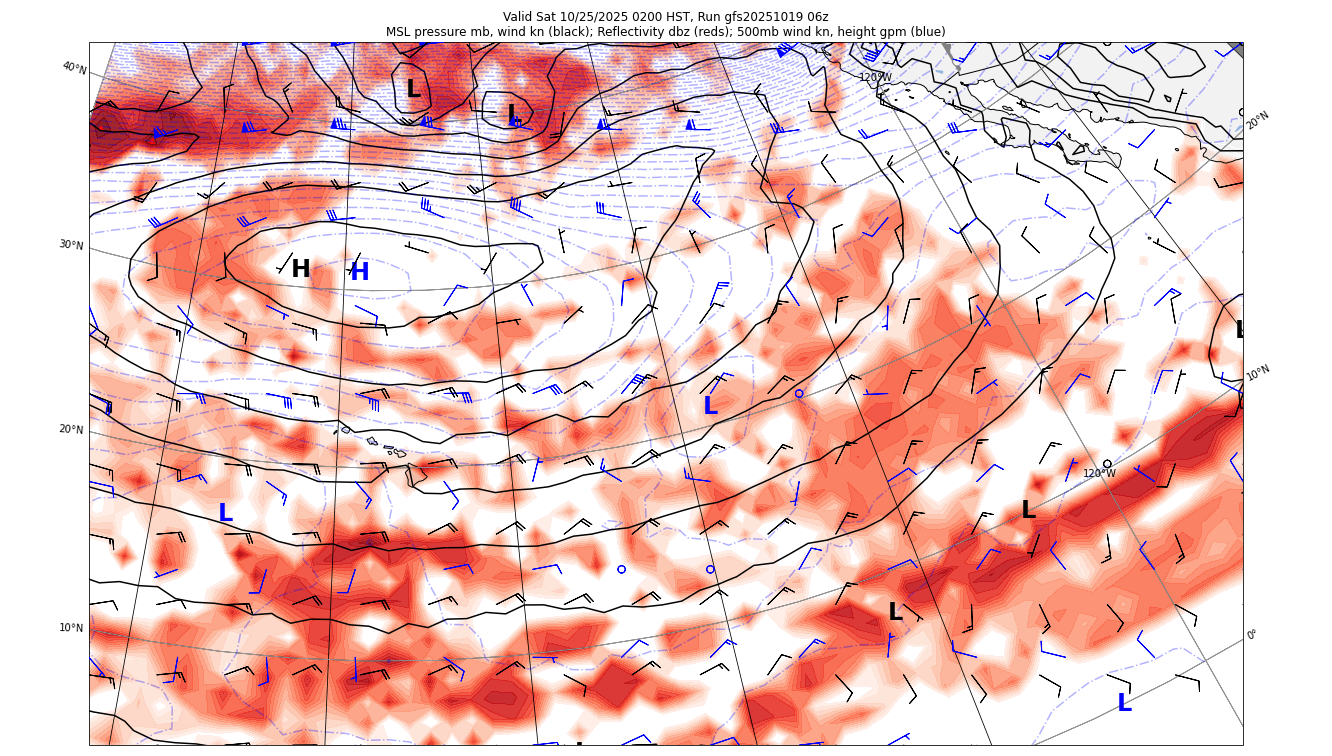 Valid Sat 10/25/2025 0200 HST, Run gfs20251019 06z
MSL pressure mb, wind kn (black); Reflectivity dbz (reds); 500mb wind kn, height gpm (blue)
40°N
120°W
L
L
20°N
30°N
H
H
L
10°N
L
20°N
120°W
L
L
L
10°N
0°
L